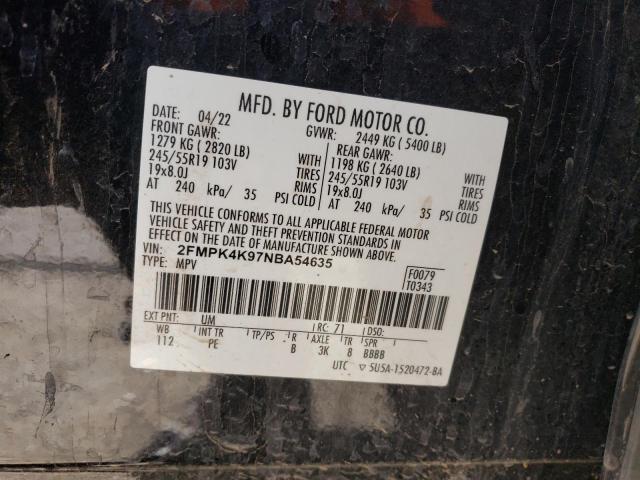 MFD. BY FORD MOTOR CO.
DATE: 04/22 GVWR: 2449 KG ( 5400 LB)
FRONT GAWR: REAR GAWR:
1279 KG ( 2820 LB) 1198 KG ( 2640 LB)
245/55R19 103V WITH TIRES 245/55R19 103V WITH TIRES
19x8.0J RIMS 19x8.0J RIMS
AT 240 kPa/ 35 PSI COLD AT 240 kPa/ 35 PSI COLD
THIS VEHICLE CONFORMS TO ALL APPLICABLE FEDERAL MOTOR
VEHICLE SAFETY AND THEFT PREVENTION STANDARDS IN
EFFECT ON THE DATE OF MANUFACTURE SHOWN ABOVE.
VIN: 2FMPK4K97NBA54635
TYPE: MPV
F0079
T0343
EXT PNT: UM RC: 71 DSO:
WB INT TR TP/PS R AXLE TR SPR
112 PE B 3K 8 BBBB
UTC ▽ 5U5A-1520472-BA